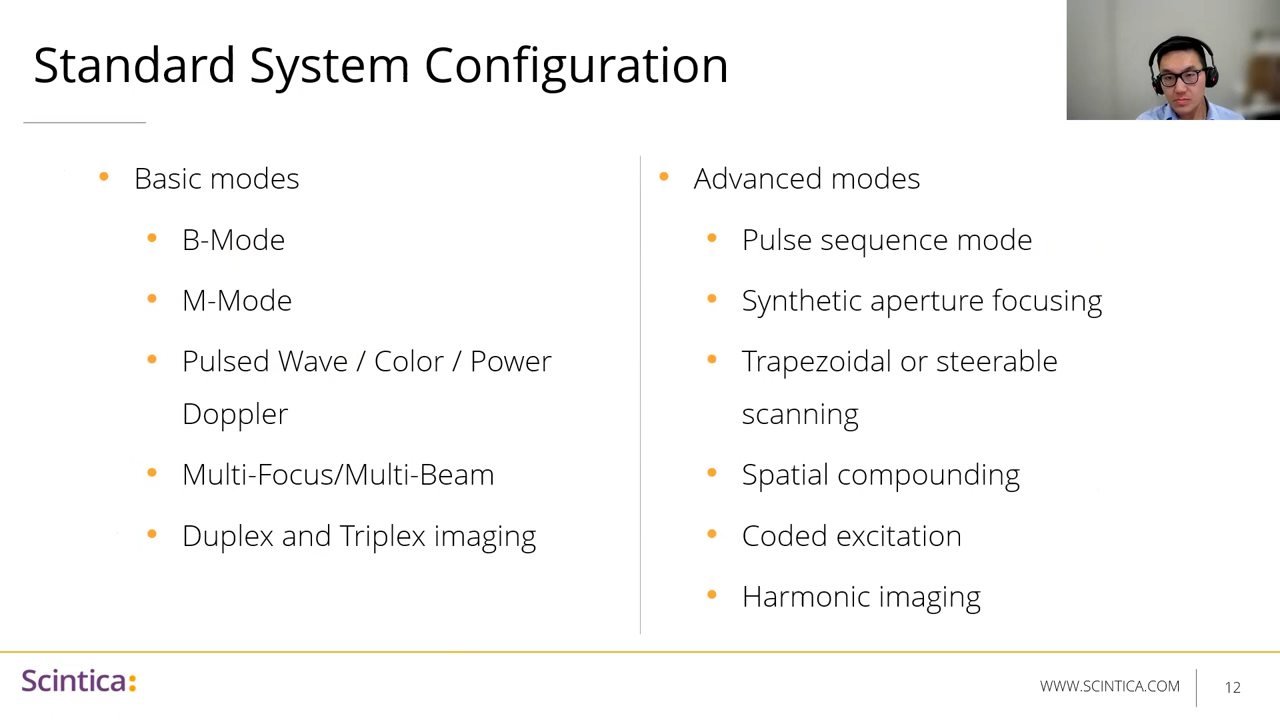 Standard System Configuration
Basic modes
B-Mode
M-Mode
Pulsed Wave / Color / Power
Doppler
Multi-Focus/Multi-Beam
Duplex and Triplex imaging
Advanced modes
Pulse sequence mode
Synthetic aperture focusing
Trapezoidal or steerable
scanning
Spatial compounding
Coded excitation
Harmonic imaging
Scintica:
WWW.SCINTICA.COM
12